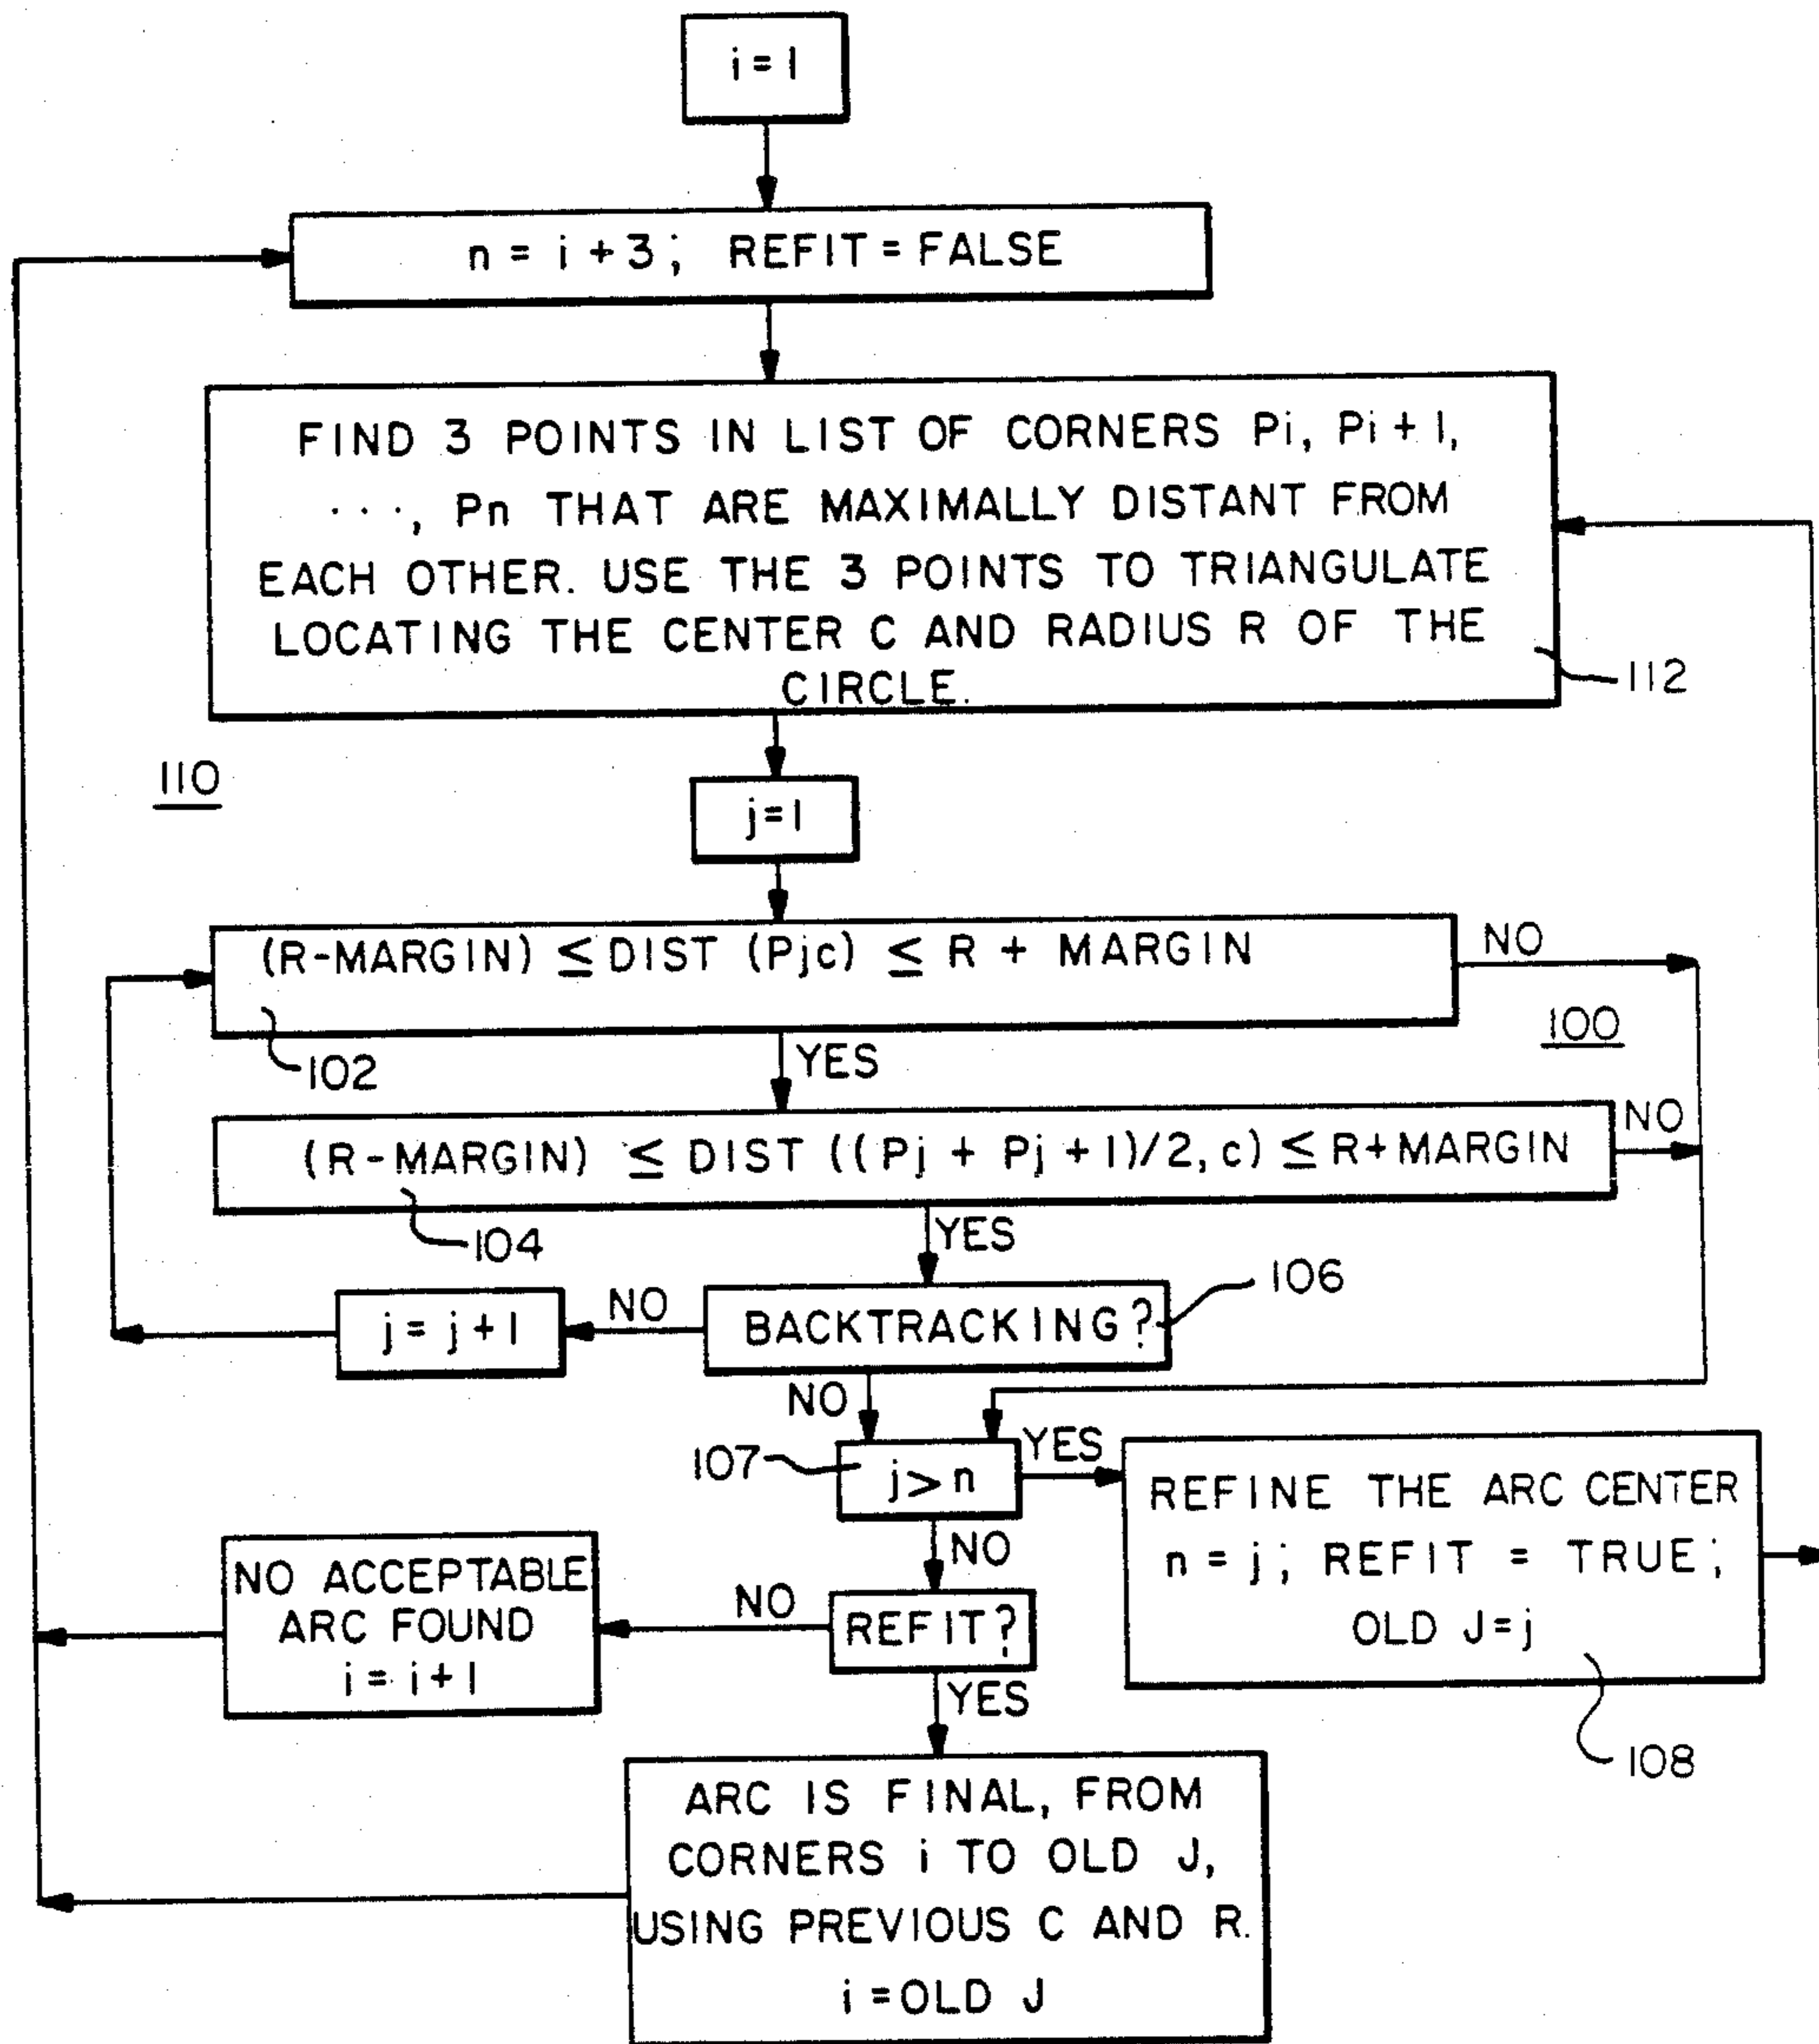 i = 1
n = i + 3; REFIT = FALSE
FIND 3 POINTS IN LIST OF CORNERS Pi, Pi + 1,
..., Pn THAT ARE MAXIMALLY DISTANT FROM
EACH OTHER. USE THE 3 POINTS TO TRIANGULATE
LOCATING THE CENTER C AND RADIUS R OF THE
CIRCLE.
112
110
j=1
(R-MARGIN) ≤ DIST (Pjc) ≤ R + MARGIN
NO
102
YES
100
(R-MARGIN) ≤ DIST ((Pj + Pj + 1)/2, c) ≤ R+MARGIN
NO
104
YES
106
j = j + 1
NO
BACKTRACKING?
NO
107
j > n
YES
REFINE THE ARC CENTER
n = j; REFIT = TRUE;
OLD J=j
108
NO
NO ACCEPTABLE
ARC FOUND
i = i + 1
NO
REFIT?
YES
ARC IS FINAL, FROM
CORNERS i TO OLD J,
USING PREVIOUS C AND R.
i = OLD J